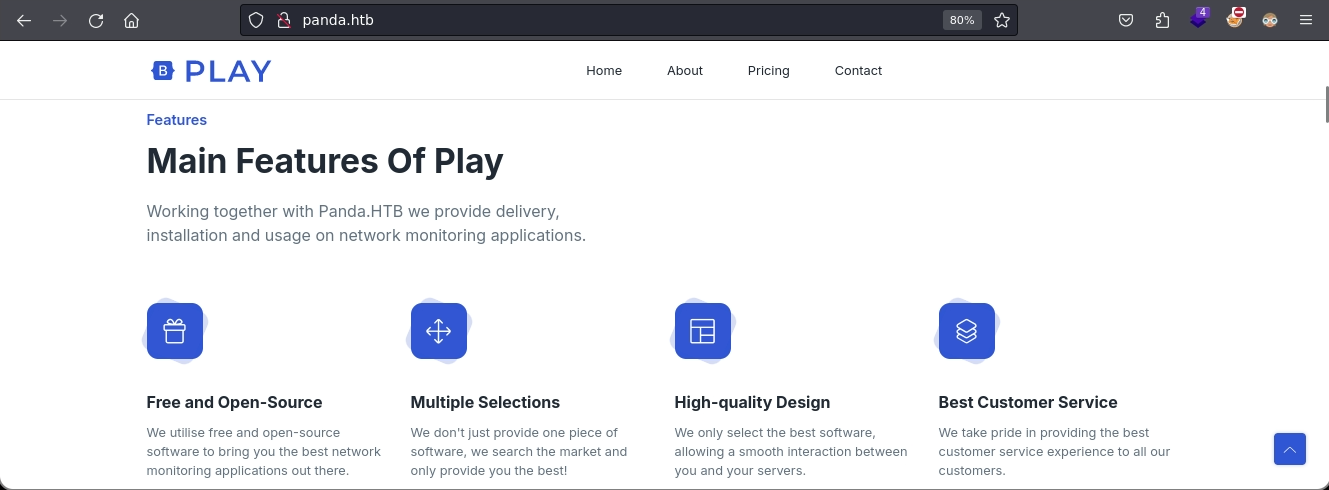 panda.htb
80%
4
B PLAY
Home About Pricing Contact
Features
Main Features Of Play
Working together with Panda.HTB we provide delivery,
installation and usage on network monitoring applications.
Free and Open-Source
We utilise free and open-source
software to bring you the best network
monitoring applications out there.
Multiple Selections
We don't just provide one piece of
software, we search the market and
only provide you the best!
High-quality Design
We only select the best software,
allowing a smooth interaction between
you and your servers.
Best Customer Service
We take pride in providing the best
customer service experience to all our
customers.